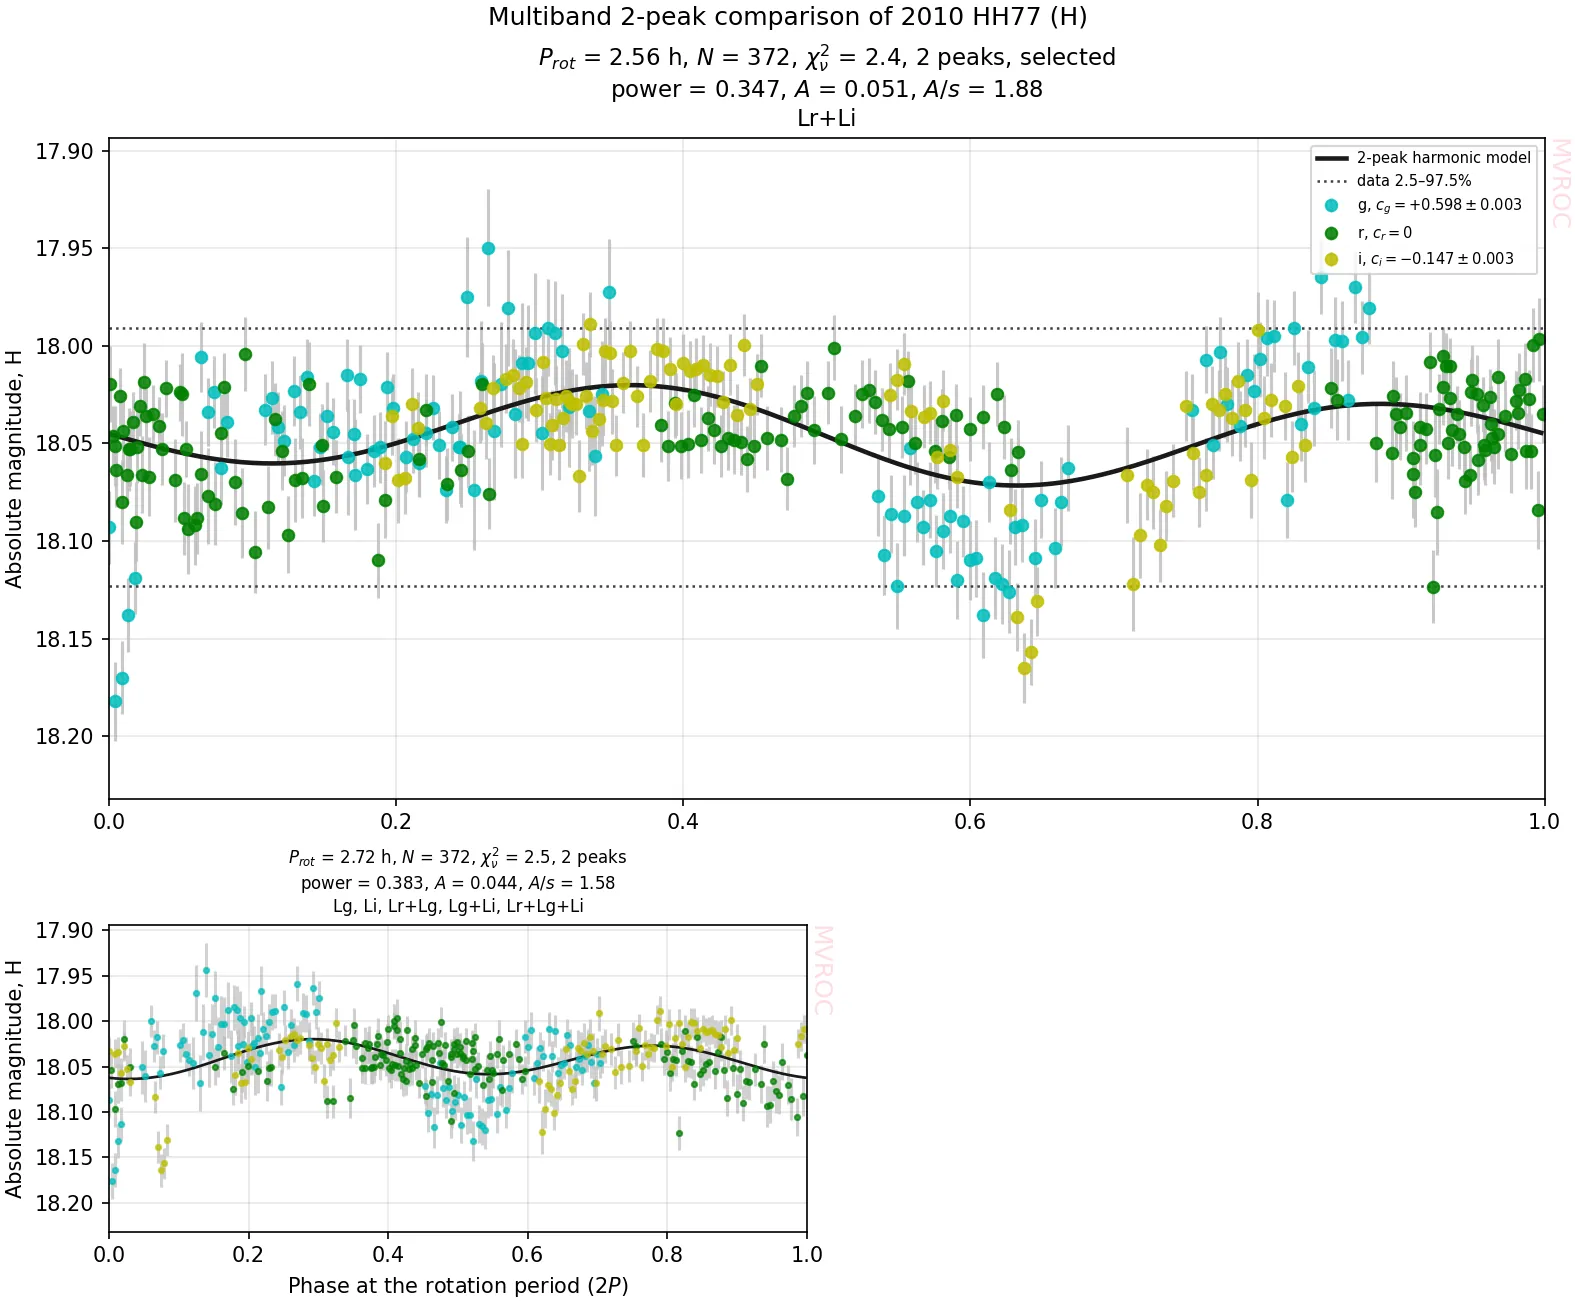 Multiband 2-peak comparison of 2010 HH77 (H)
P_rot = 2.56 h, N = 372, χ²_ν = 2.4, 2 peaks, selected
power = 0.347, A = 0.051, A/s = 1.88
Lr+Li
17.90
17.95
18.00
18.05
18.10
18.15
18.20
Absolute magnitude, H
2-peak harmonic model
data 2.5–97.5%
g, c_g = +0.598 ± 0.003
r, c_r = 0
i, c_i = −0.147 ± 0.003
MVROC
0.0 0.2 0.4 0.6 0.8 1.0
P_rot = 2.72 h, N = 372, χ²_ν = 2.5, 2 peaks
power = 0.383, A = 0.044, A/s = 1.58
Lg, Li, Lr+Lg, Lg+Li, Lr+Lg+Li
17.90
17.95
18.00
18.05
18.10
18.15
18.20
Absolute magnitude, H
MVROC
0.0 0.2 0.4 0.6 0.8 1.0
Phase at the rotation period (2P)